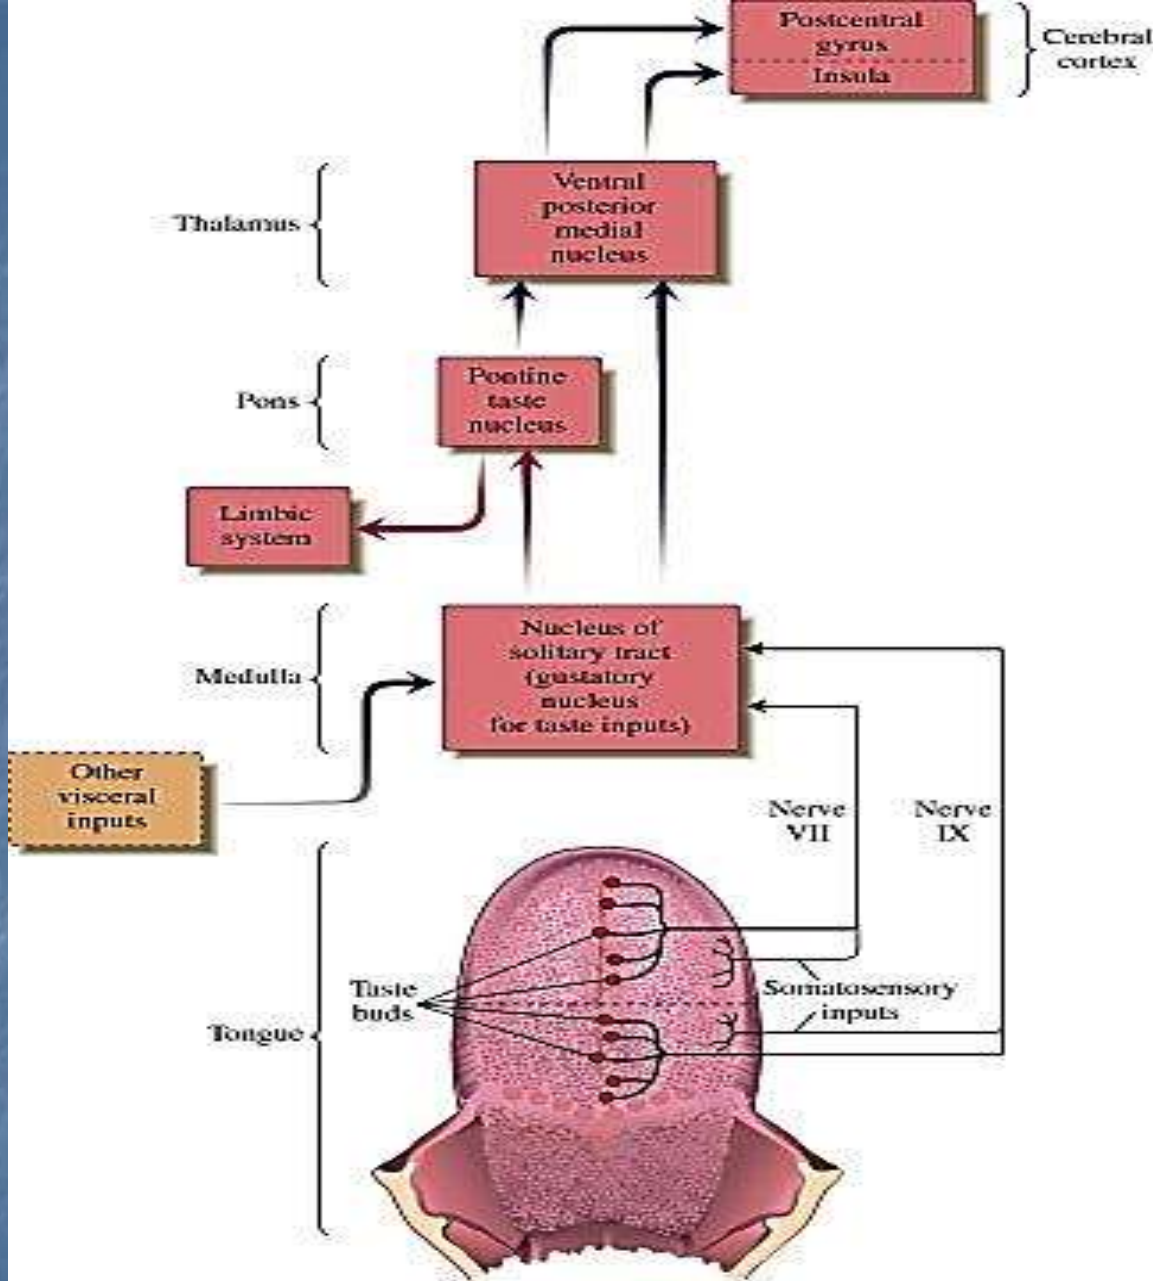 Postcentral
gyrus
Insula
Cerebral
cortex
Thalamus
Ventral
posterior
medial
nucleus
Pons
Pontine
taste
nucleus
Limbic
system
Medulla
Nucleus of
solitary tract
(gustatory
nucleus
for taste inputs)
Other
visceral
inputs
Nerve
VII
Nerve
IX
Taste
buds
Somatosensory
inputs
Tongue